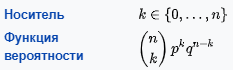 Носитель k ∈ {0, …, n}
Функция вероятности (n k) p^k q^{n−k}